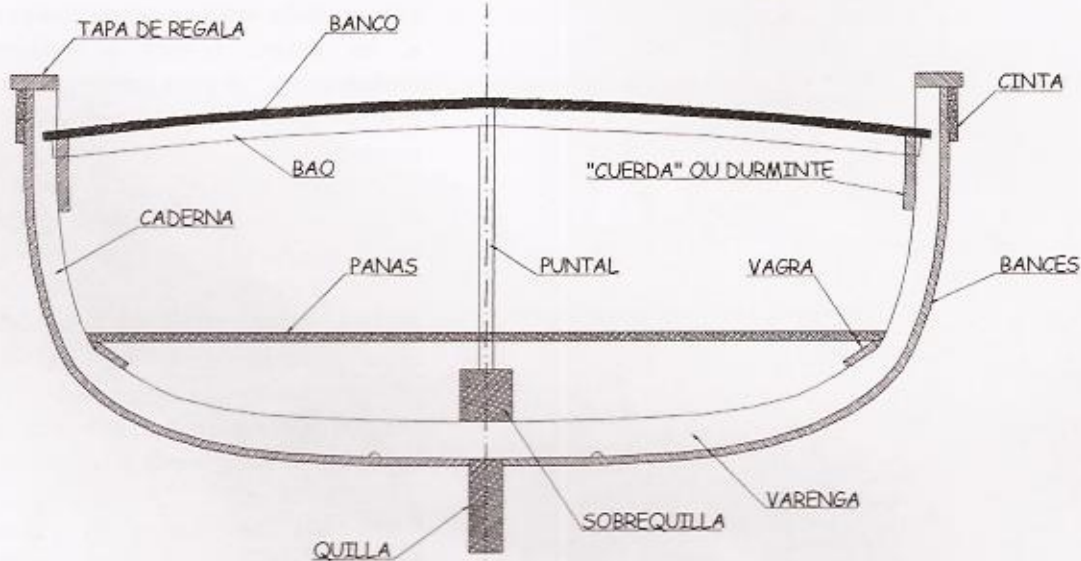 TAPA DE REGALA
BANCO
CINTA
BAO
"CUERDA" OU DURMINTE
CADERNA
PANAS
PUNTAL
VAGRA
BANCES
VARENGA
SOBREQUILLA
QUILLA